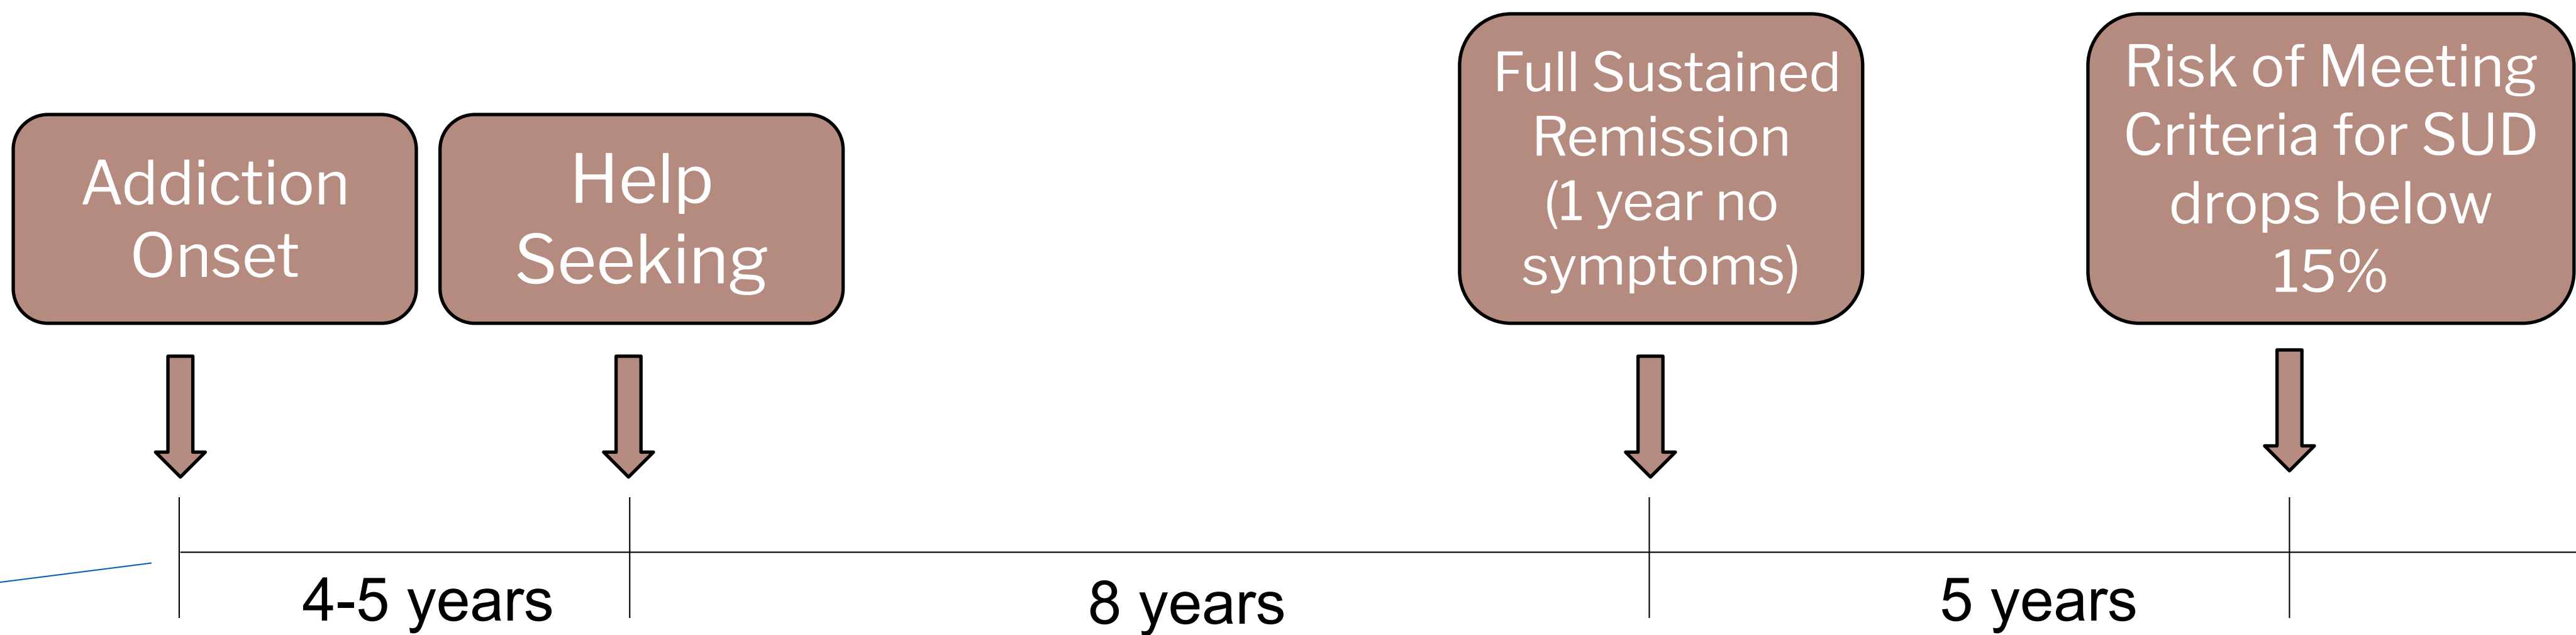 Addiction
Onset
Help
Seeking
Full Sustained
Remission
(1 year no
symptoms)
Risk of Meeting
Criteria for SUD
drops below
15%
4-5 years
8 years
5 years